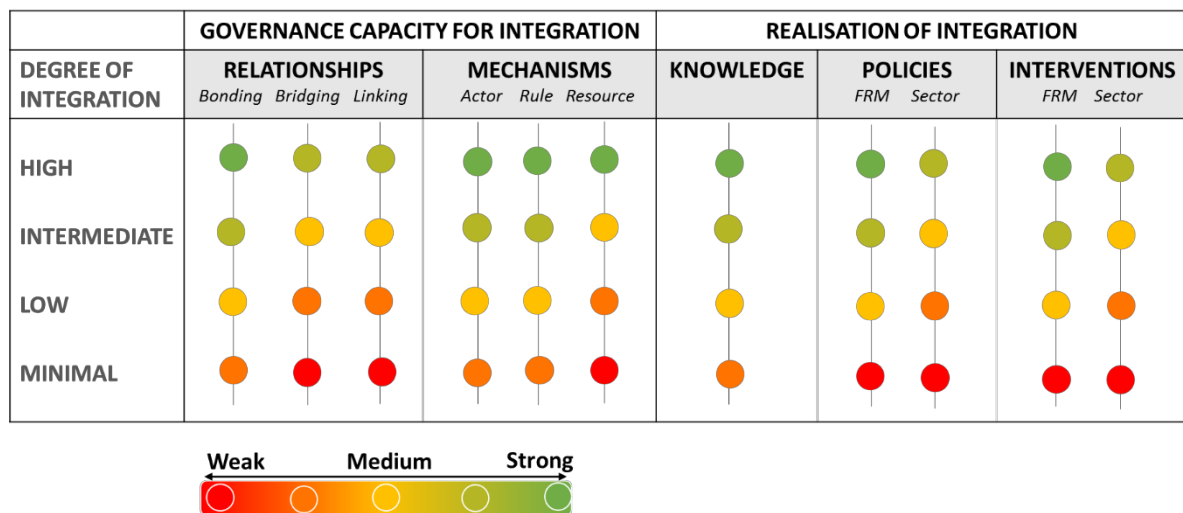 GOVERNANCE CAPACITY FOR INTEGRATION REALISATION OF INTEGRATION
DEGREE OF INTEGRATION RELATIONSHIPS MECHANISMS KNOWLEDGE POLICIES INTERVENTIONS
Bonding Bridging Linking Actor Rule Resource FRM Sector FRM Sector
HIGH
INTERMEDIATE
LOW
MINIMAL
Weak Medium Strong